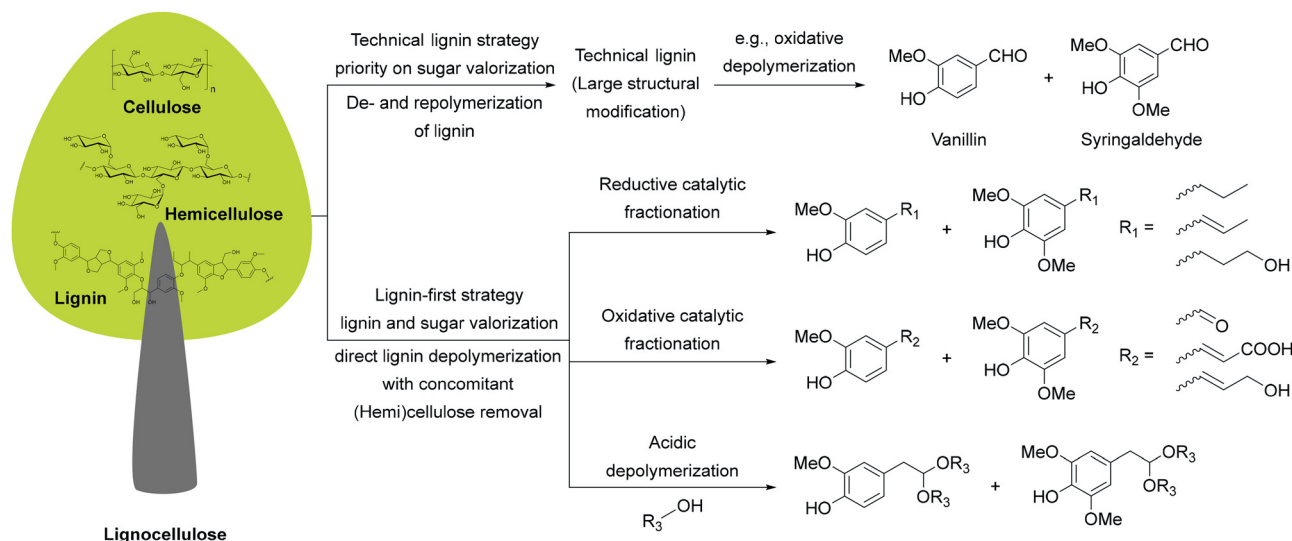 Cellulose
n
Hemicellulose
Lignin
Lignocellulose
Technical lignin strategy
priority on sugar valorization
De- and repolymerization
of lignin
Technical lignin
(Large structural
modification)
e.g., oxidative
depolymerization
MeO
CHO
HO
Vanillin
+
MeO
CHO
HO
OMe
Syringaldehyde
Lignin-first strategy
lignin and sugar valorization
direct lignin depolymerization
with concomitant
(Hemi)cellulose removal
Reductive catalytic
fractionation
MeO
R1
HO
+
MeO
R1
HO
OMe
R1 =
OH
Oxidative catalytic
fractionation
MeO
R2
HO
+
MeO
R2
HO
OMe
R2 =
O
COOH
OH
Acidic
depolymerization
R3
OH
MeO
OR3
OR3
HO
+
MeO
OR3
OR3
HO
OMe